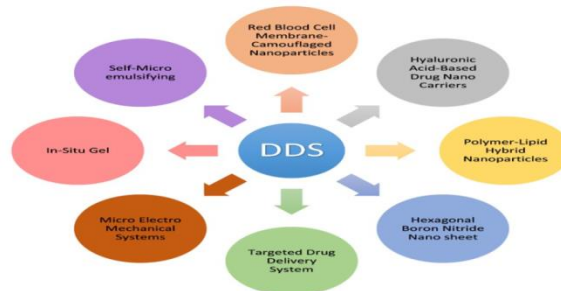 Red Blood Cell
Membrane-
Camouflaged
Nanoparticles
Hyaluronic
Acid-Based
Drug Nano
Carriers
Polymer-Lipid
Hybrid
Nanoparticles
Hexagonal
Boron Nitride
Nano sheet
Targeted Drug
Delivery
System
Micro Electro
Mechanical
Systems
In-Situ Gel
Self-Micro
emulsifying
DDS